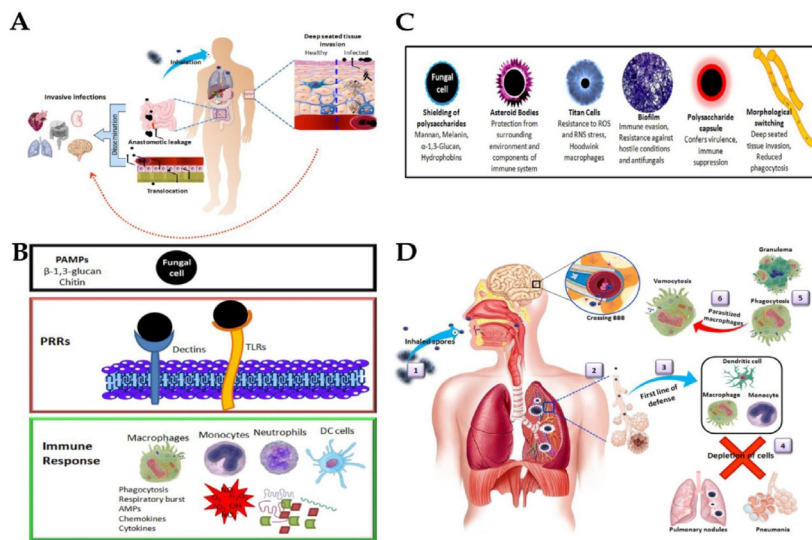 A
Inhalation
Deep seated tissue
invasion
Healthy
Infected
Invasive infections
Dissemination
Anastomotic leakage
Translocation
B
PAMPs
β-1,3-glucan
Chitin
Fungal
cell
PRRs
Dectins
TLRs
Immune
Response
Macrophages
Monocytes
Neutrophils
DC cells
Phagocytosis
Respiratory burst
AMPs
Chemokines
Cytokines
C
Fungal
cell
Shielding of
polysaccharides
Mannan, Melanin,
α-1,3-Glucan,
Hydrophobins
Asteroid Bodies
Protection from
surrounding
environment and
components of
immune system
Titan Cells
Resistance to ROS
and RNS stress,
Hoodwink
macrophages
Biofilm
Immune evasion,
Resistance against
hostile conditions
and antifungals
Polysaccharide
capsule
Confers virulence,
immune
suppression
Morphological
switching
Deep seated
tissue invasion,
Reduced
phagocytosis
D
Inhaled spores
1
Crossing BBB
2
3
First line of
defense
Dendritic cell
Macrophage
Monocyte
4
Depletion of cells
Pulmonary nodules
Pneumonia
Granuloma
5
Phagocytosis
6
Parasitized
macrophages
Vomocytosis